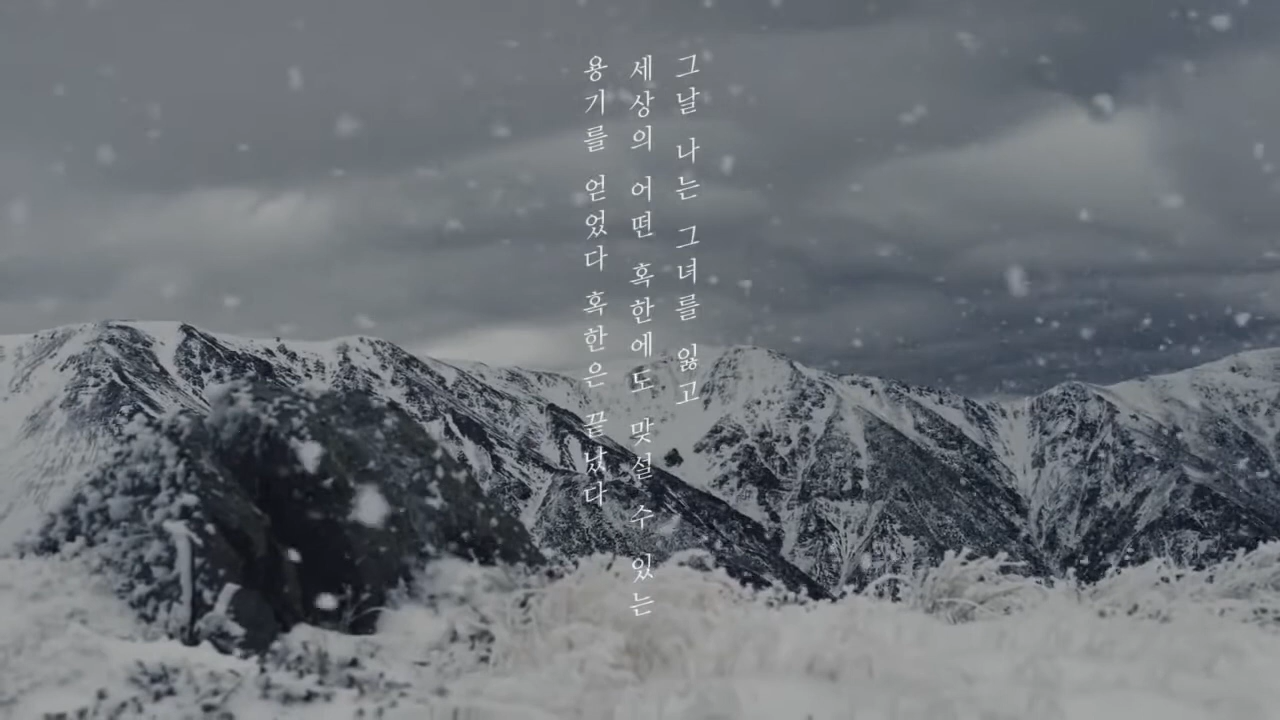 그날 나는 그녀를 잃고
세상의 어떤 혹한에도 맞설 수 있는
용기를 얻었다 혹한은 끝났다